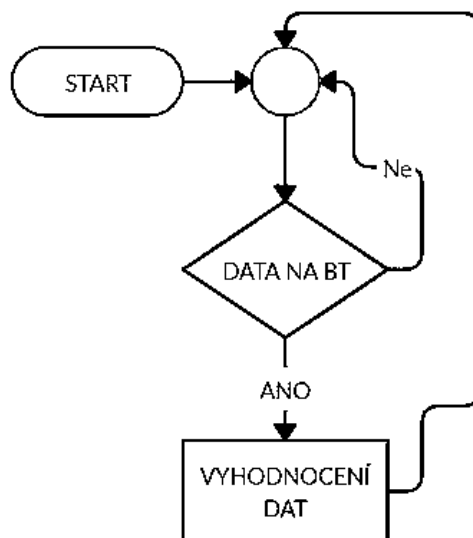 START
Ne
DATA NA BT
ANO
VYHODNOCENÍ
DAT